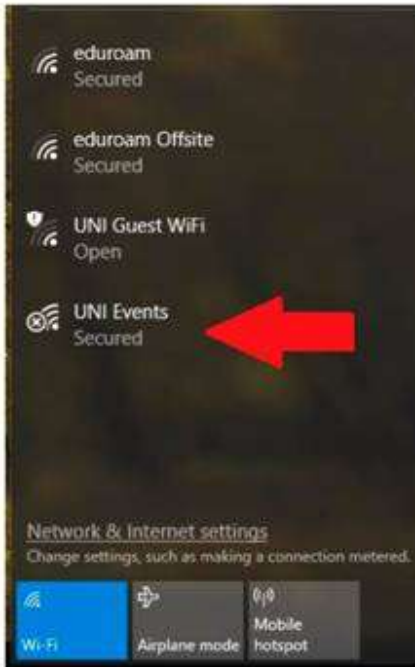 eduroam
Secured
eduroam Offsite
Secured
UNI Guest WiFi
Open
UNI Events
Secured
Network & Internet settings
Change settings, such as making a connection metered.
Wi-Fi
Airplane mode
Mobile
hotspot